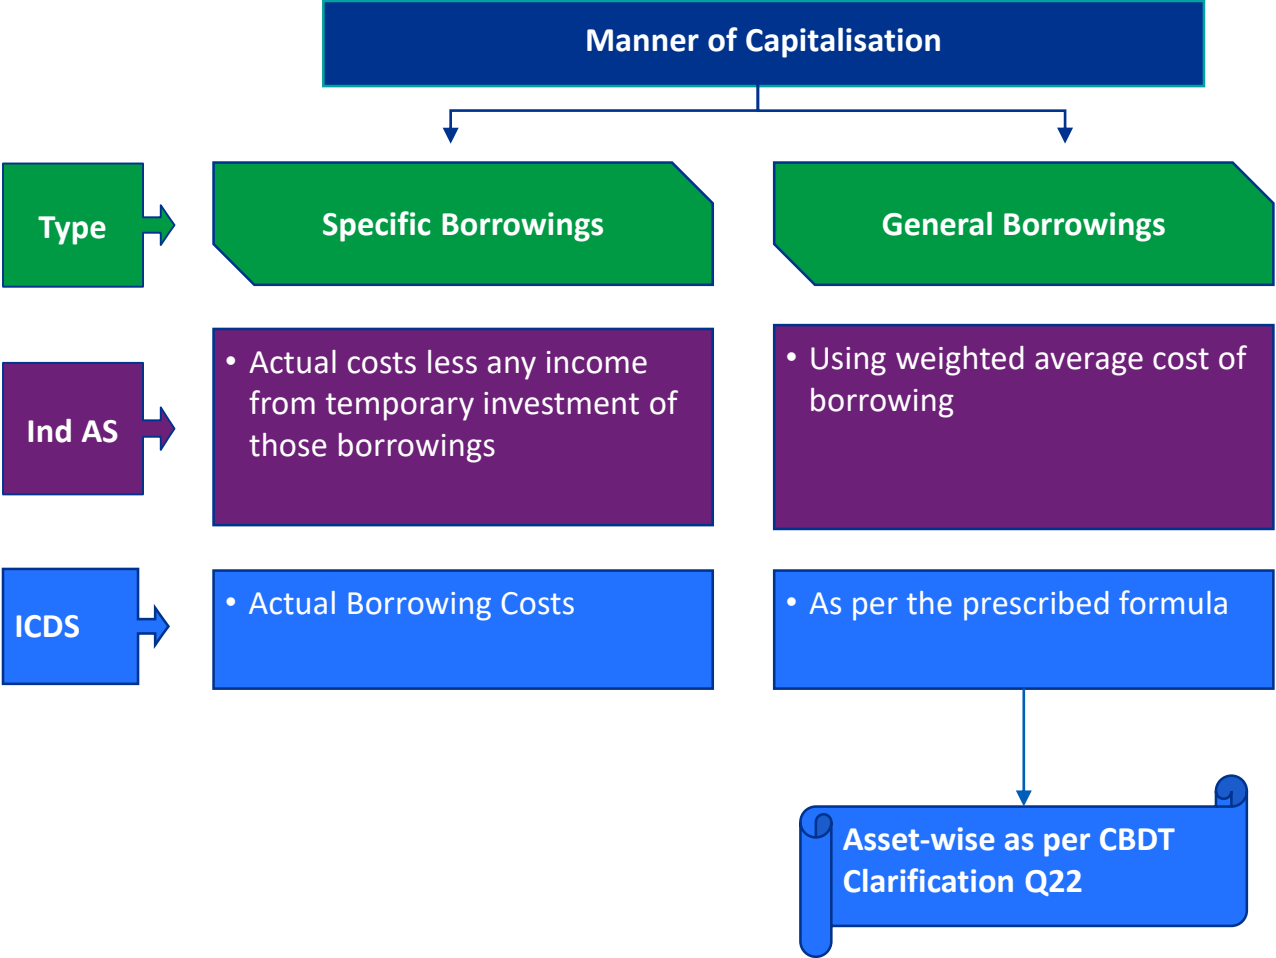 Manner of Capitalisation
Type
Specific Borrowings
General Borrowings
Ind AS
• Actual costs less any income
from temporary investment of
those borrowings
• Using weighted average cost of
borrowing
ICDS
• Actual Borrowing Costs
• As per the prescribed formula
Asset-wise as per CBDT
Clarification Q22